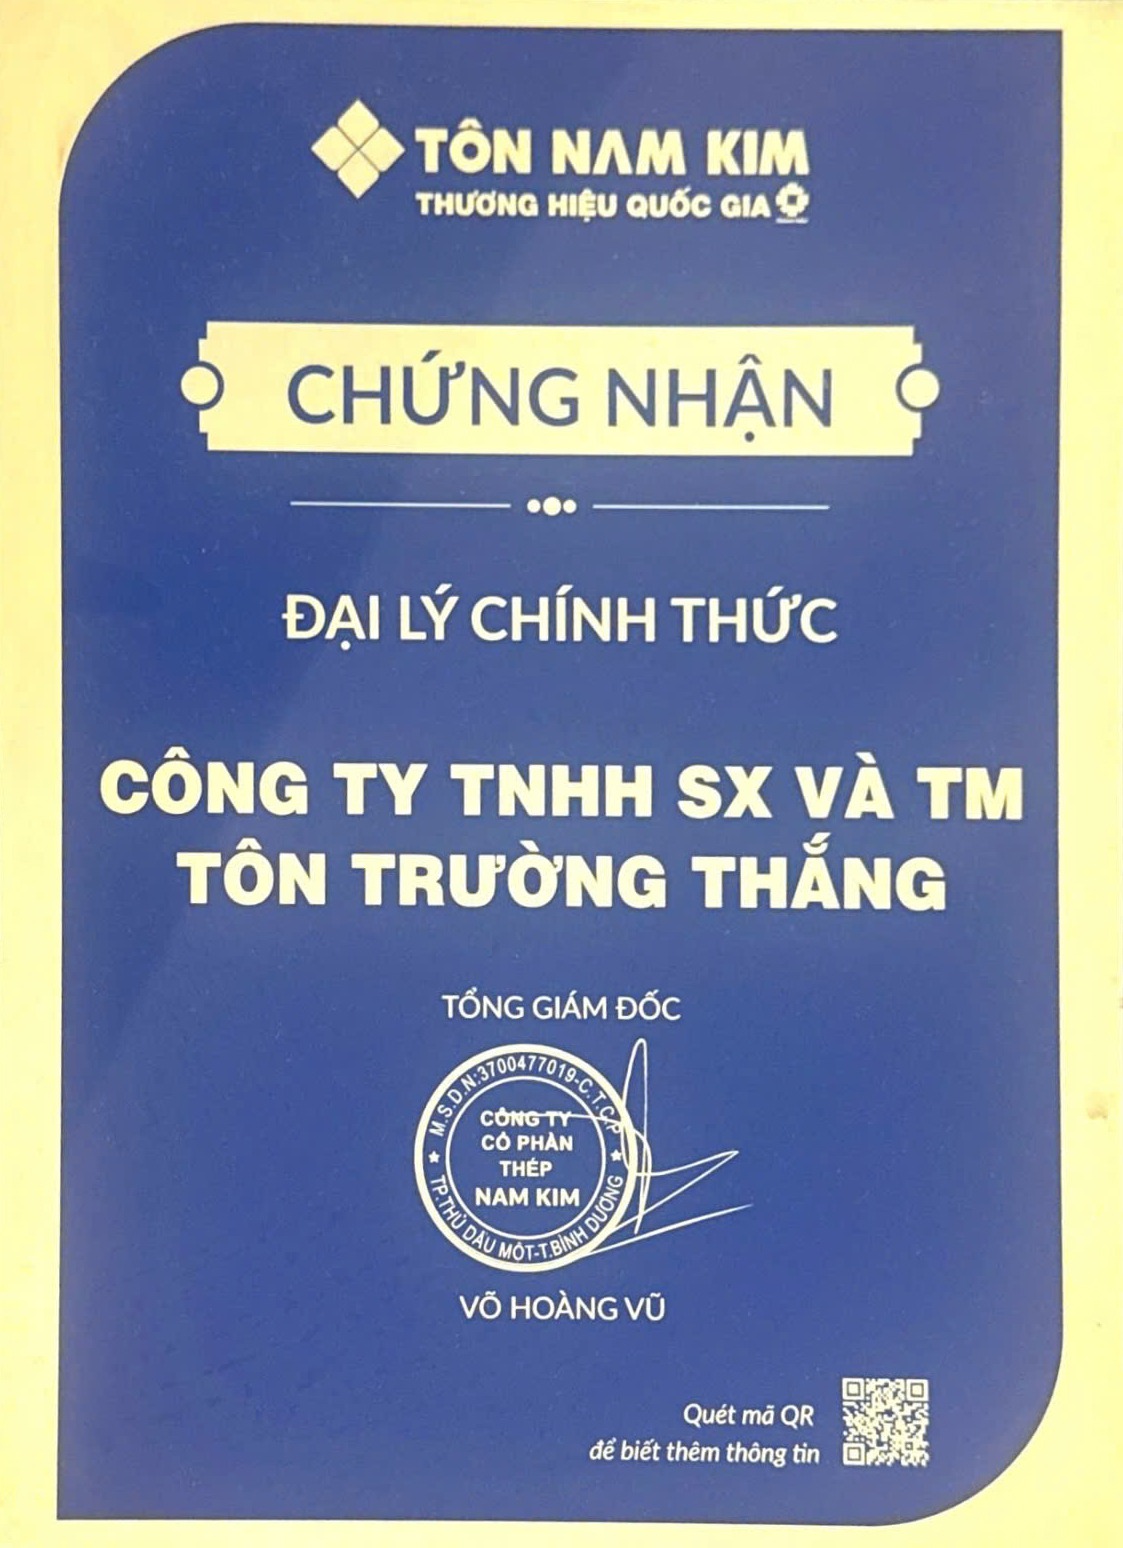 TÔN NAM KIM
THƯƠNG HIỆU QUỐC GIA
CHỨNG NHẬN
ĐẠI LÝ CHÍNH THỨC
CÔNG TY TNHH SX VÀ TM
TÔN TRƯỜNG THẮNG
TỔNG GIÁM ĐỐC
M.S.D.N:3700477019-C.T.C.P
CÔNG TY
CỔ PHẦN
THÉP
NAM KIM
TP.THỦ DẦU MỘT-T.BÌNH DƯƠNG
VÕ HOÀNG VŨ
Quét mã QR
để biết thêm thông tin